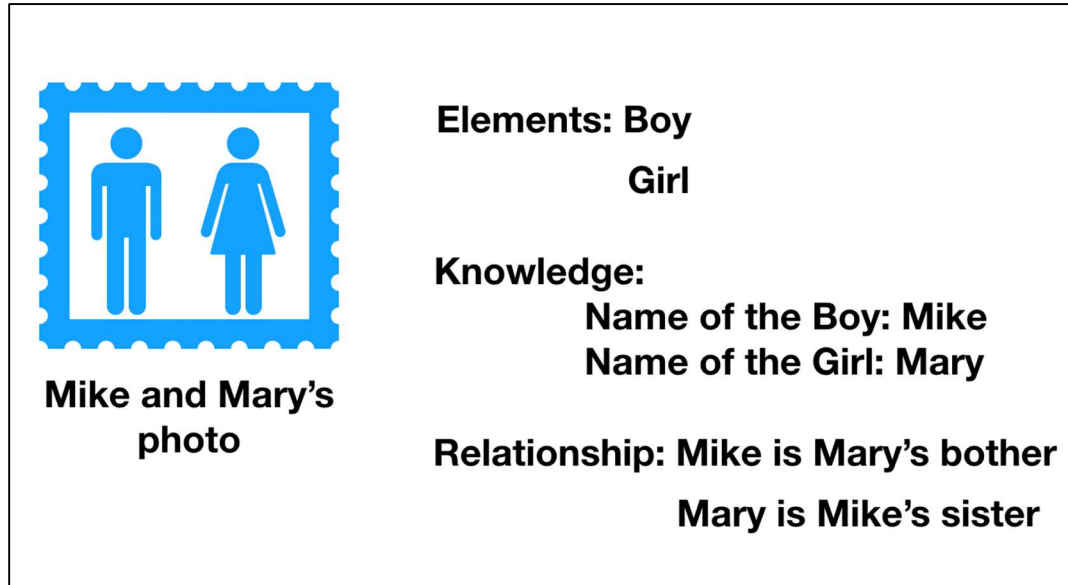 Mike and Mary's
photo
Elements: Boy
Girl
Knowledge:
Name of the Boy: Mike
Name of the Girl: Mary
Relationship: Mike is Mary's bother
Mary is Mike's sister